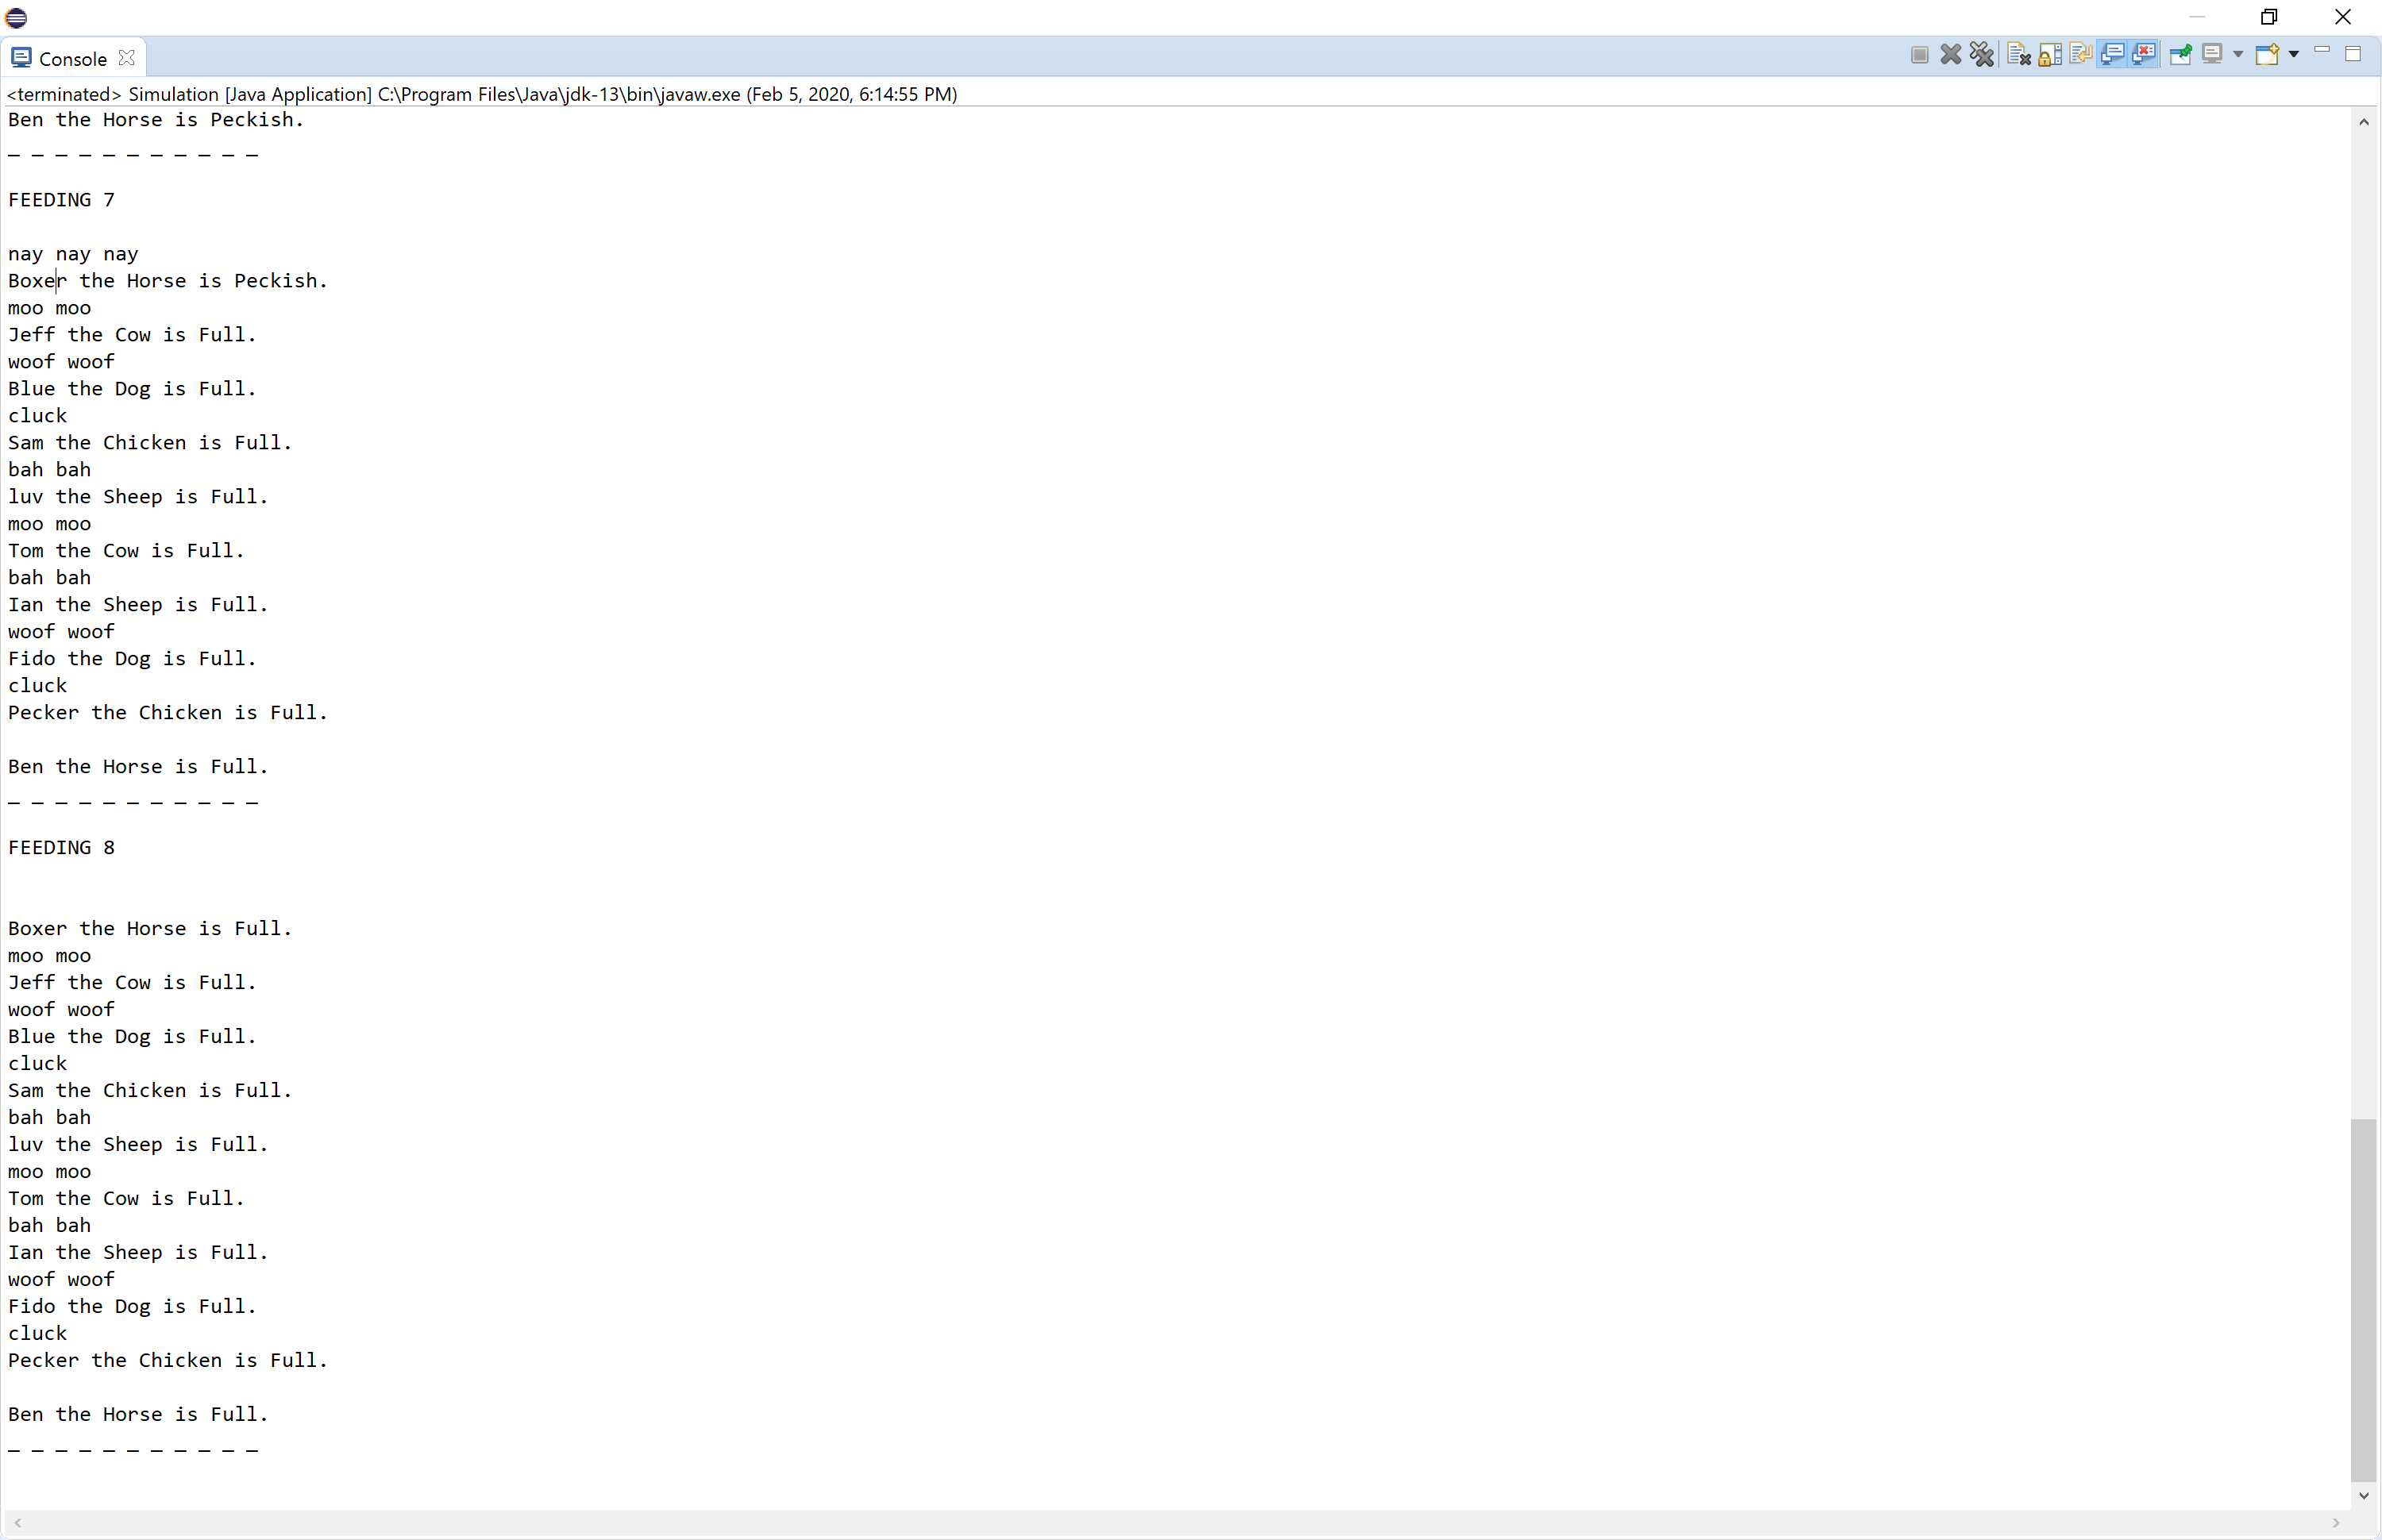 Console
<terminated> Simulation [Java Application] C:\Program Files\Java\jdk-13\bin\javaw.exe (Feb 5, 2020, 6:14:55 PM)
Ben the Horse is Peckish.
_ _ _ _ _ _ _ _ _ _ _
FEEDING 7
nay nay nay
Boxer the Horse is Peckish.
moo moo
Jeff the Cow is Full.
woof woof
Blue the Dog is Full.
cluck
Sam the Chicken is Full.
bah bah
luv the Sheep is Full.
moo moo
Tom the Cow is Full.
bah bah
Ian the Sheep is Full.
woof woof
Fido the Dog is Full.
cluck
Pecker the Chicken is Full.
Ben the Horse is Full.
_ _ _ _ _ _ _ _ _ _ _
FEEDING 8
Boxer the Horse is Full.
moo moo
Jeff the Cow is Full.
woof woof
Blue the Dog is Full.
cluck
Sam the Chicken is Full.
bah bah
luv the Sheep is Full.
moo moo
Tom the Cow is Full.
bah bah
Ian the Sheep is Full.
woof woof
Fido the Dog is Full.
cluck
Pecker the Chicken is Full.
Ben the Horse is Full.
_ _ _ _ _ _ _ _ _ _ _